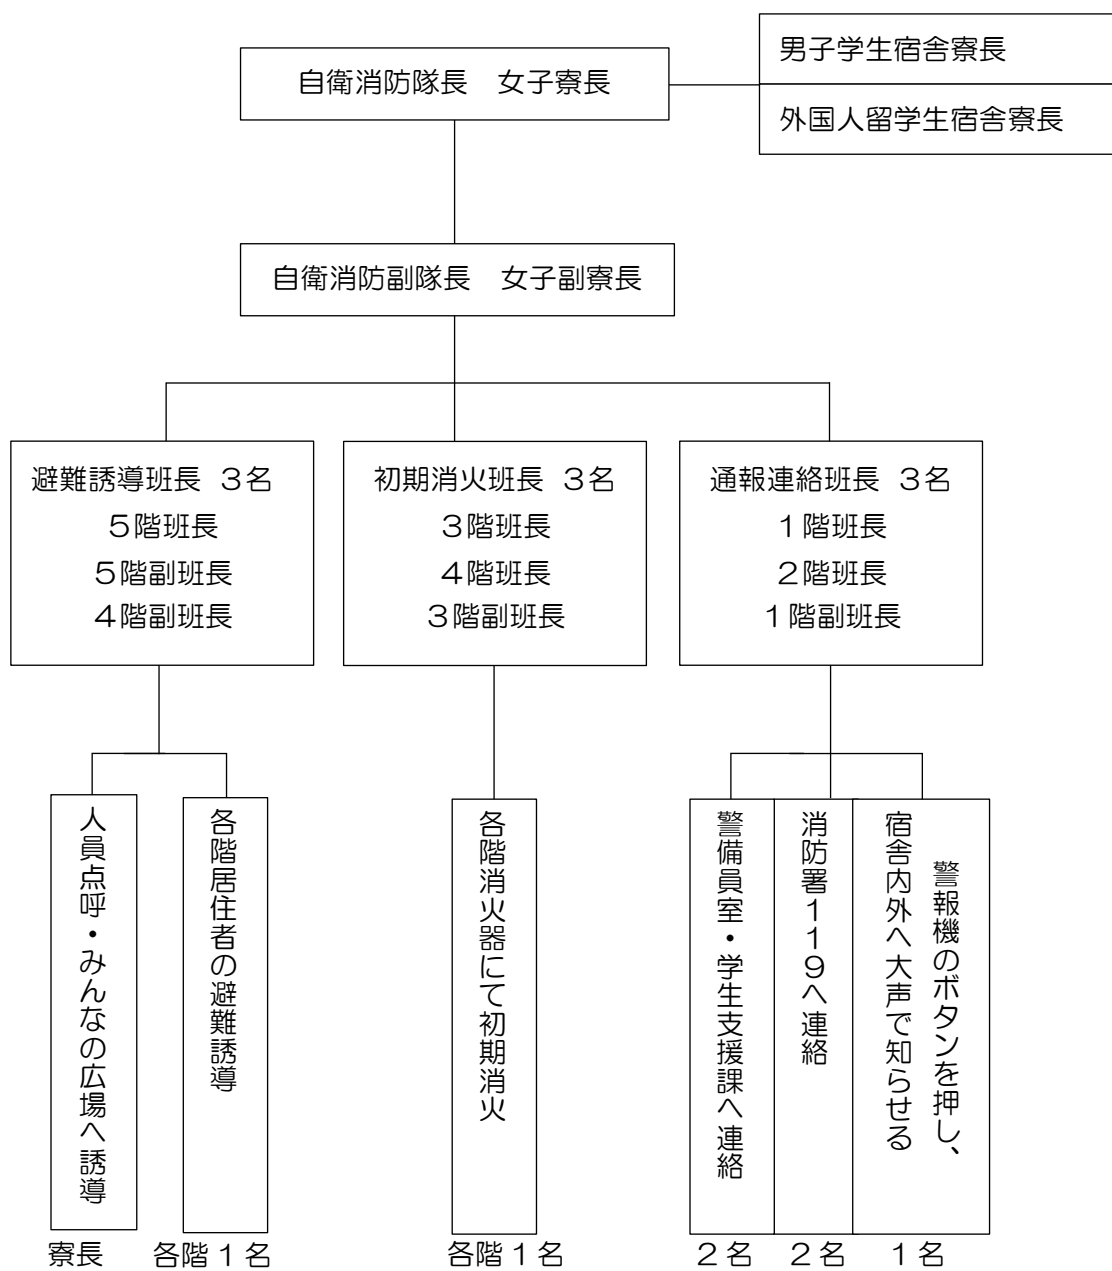 自衛消防隊長　女子寮長
男子学生宿舎寮長
外国人留学生宿舎寮長
自衛消防副隊長　女子副寮長
避難誘導班長 ３名
５階班長
５階副班長
４階副班長
初期消火班長 ３名
３階班長
４階班長
３階副班長
通報連絡班長 ３名
１階班長
２階班長
１階副班長
人員点呼・みんなの広場へ誘導
寮長
各階居住者の避難誘導
各階１名
各階消火器にて初期消火
各階１名
警備員室・学生支援課へ連絡
２名
消防署１１９へ連絡
２名
警報機のボタンを押し、
宿舎内外へ大声で知らせる
１名